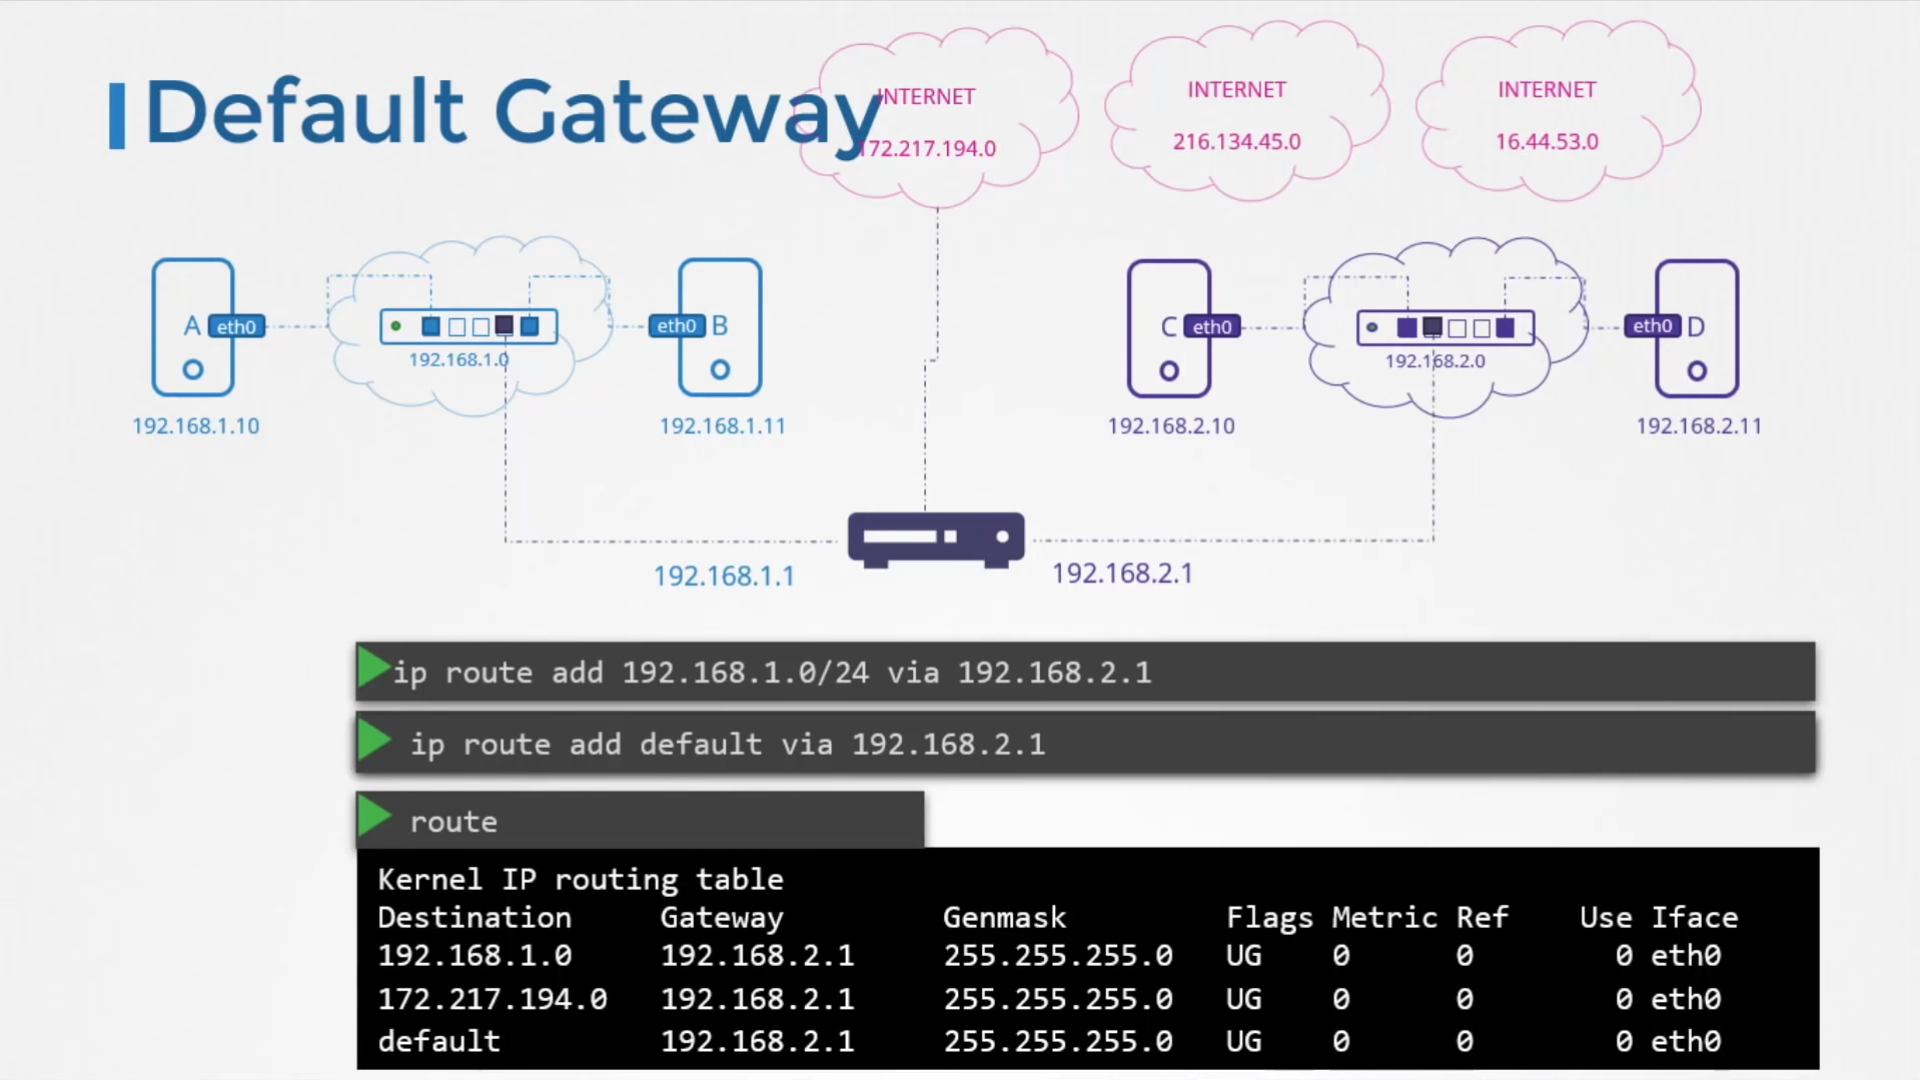 Default Gateway
INTERNET
172.217.194.0
INTERNET
216.134.45.0
INTERNET
16.44.53.0
A
eth0
192.168.1.0
eth0
B
C
eth0
192.168.2.0
eth0
D
192.168.1.10
192.168.1.11
192.168.2.10
192.168.2.11
192.168.1.1
192.168.2.1
ip route add 192.168.1.0/24 via 192.168.2.1
ip route add default via 192.168.2.1
route
Kernel IP routing table
Destination Gateway Genmask Flags Metric Ref Use Iface
192.168.1.0 192.168.2.1 255.255.255.0 UG 0 0 0 eth0
172.217.194.0 192.168.2.1 255.255.255.0 UG 0 0 0 eth0
default 192.168.2.1 255.255.255.0 UG 0 0 0 eth0